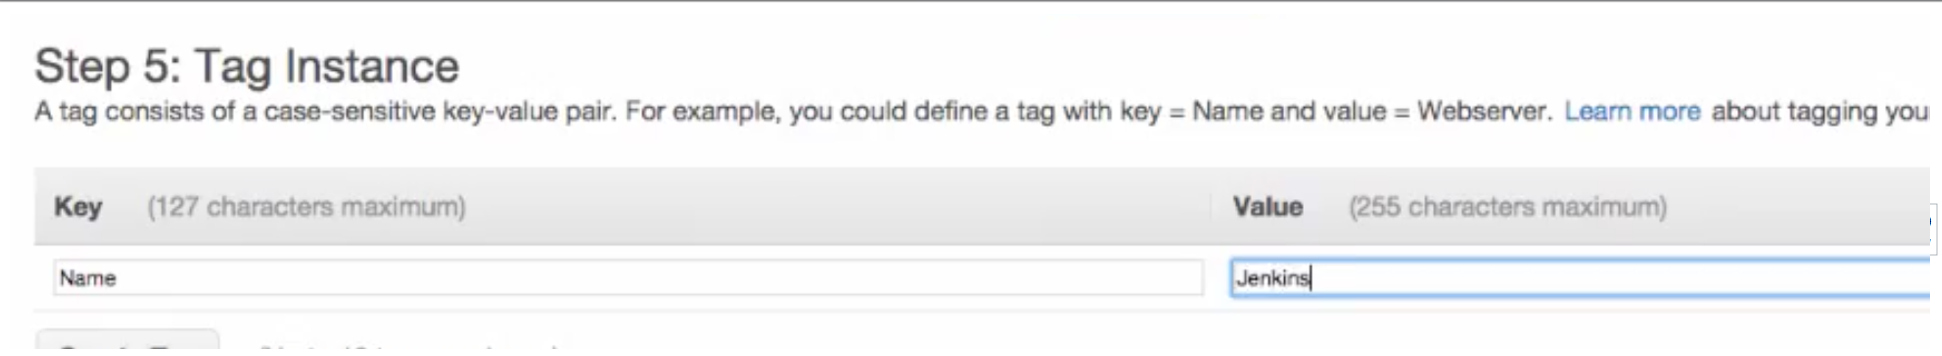 Step 5: Tag Instance
A tag consists of a case-sensitive key-value pair. For example, you could define a tag with key = Name and value = Webserver. Learn more about tagging you
Key (127 characters maximum) Value (255 characters maximum)
Name Jenkins